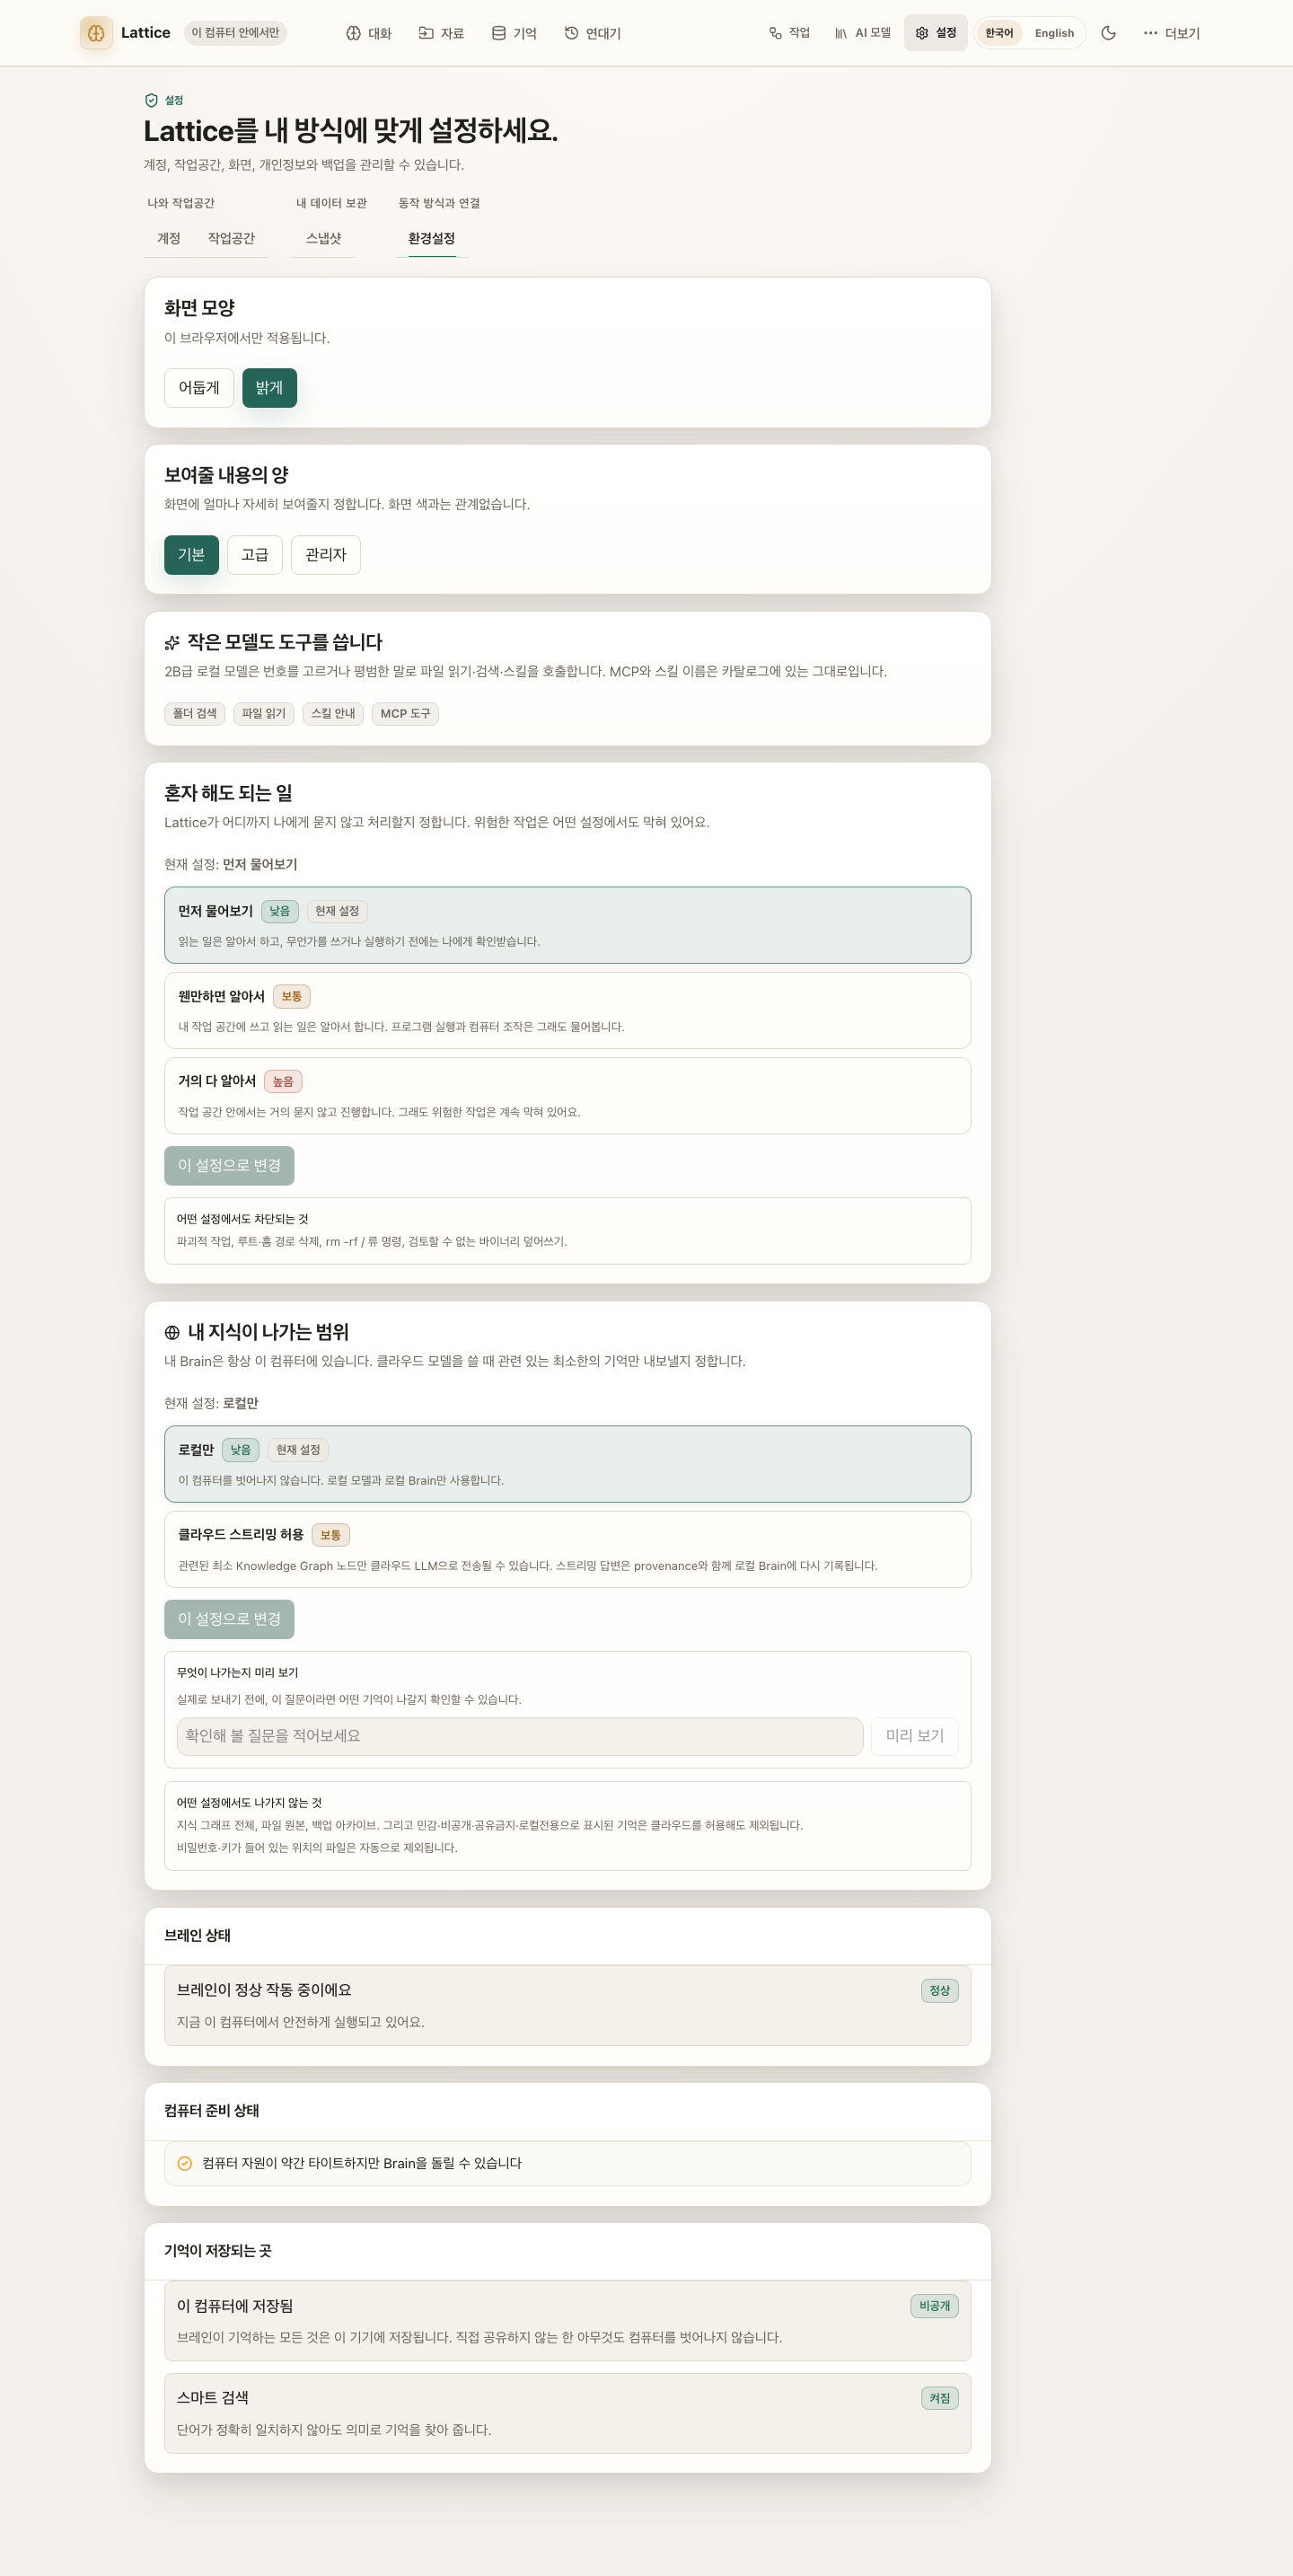 Lattice 이 컴퓨터 안에서만 대화 자료 기억 연대기 작업 AI 모델 설정 한국어 English 더보기
설정
Lattice를 내 방식에 맞게 설정하세요.
계정, 작업공간, 화면, 개인정보와 백업을 관리할 수 있습니다.
나와 작업공간 내 데이터 보관 동작 방식과 연결
계정 작업공간 스냅샷 환경설정
화면 모양
이 브라우저에서만 적용됩니다.
어둡게 밝게
보여줄 내용의 양
화면에 얼마나 자세히 보여줄지 정합니다. 화면 색과는 관계없습니다.
기본 고급 관리자
작은 모델도 도구를 씁니다
2B급 로컬 모델은 번호를 고르거나 평범한 말로 파일 읽기·검색·스킬을 호출합니다. MCP와 스킬 이름은 카탈로그에 있는 그대로입니다.
폴더 검색 파일 읽기 스킬 안내 MCP 도구
혼자 해도 되는 일
Lattice가 어디까지 나에게 묻지 않고 처리할지 정합니다. 위험한 작업은 어떤 설정에서도 막혀 있어요.
현재 설정: 먼저 물어보기
먼저 물어보기 낮음 현재 설정
읽는 일은 알아서 하고, 무언가를 쓰거나 실행하기 전에는 나에게 확인받습니다.
웬만하면 알아서 보통
내 작업 공간에 쓰고 읽는 일은 알아서 합니다. 프로그램 실행과 컴퓨터 조작은 그래도 물어봅니다.
거의 다 알아서 높음
작업 공간 안에서는 거의 묻지 않고 진행합니다. 그래도 위험한 작업은 계속 막혀 있어요.
이 설정으로 변경
어떤 설정에서도 차단되는 것
파괴적 작업, 루트·홈 경로 삭제, rm -rf / 류 명령, 검토할 수 없는 바이너리 덮어쓰기.
내 지식이 나가는 범위
내 Brain은 항상 이 컴퓨터에 있습니다. 클라우드 모델을 쓸 때 관련 있는 최소한의 기억만 내보낼지 정합니다.
현재 설정: 로컬만
로컬만 낮음 현재 설정
이 컴퓨터를 벗어나지 않습니다. 로컬 모델과 로컬 Brain만 사용합니다.
클라우드 스트리밍 허용 보통
관련된 최소 Knowledge Graph 노드만 클라우드 LLM으로 전송될 수 있습니다. 스트리밍 답변은 provenance와 함께 로컬 Brain에 다시 기록됩니다.
이 설정으로 변경
무엇이 나가는지 미리 보기
실제로 보내기 전에, 이 질문이라면 어떤 기억이 나갈지 확인할 수 있습니다.
확인해 볼 질문을 적어보세요 미리 보기
어떤 설정에서도 나가지 않는 것
지식 그래프 전체, 파일 원본, 백업 아카이브. 그리고 민감·비공개·공유금지·로컬전용으로 표시된 기억은 클라우드를 허용해도 제외됩니다.
비밀번호·키가 들어 있는 위치의 파일은 자동으로 제외됩니다.
브레인 상태
브레인이 정상 작동 중이에요 정상
지금 이 컴퓨터에서 안전하게 실행되고 있어요.
컴퓨터 준비 상태
컴퓨터 자원이 약간 타이트하지만 Brain을 돌릴 수 있습니다
기억이 저장되는 곳
이 컴퓨터에 저장됨 비공개
브레인이 기억하는 모든 것은 이 기기에 저장됩니다. 직접 공유하지 않는 한 아무것도 컴퓨터를 벗어나지 않습니다.
스마트 검색 켜짐
단어가 정확히 일치하지 않아도 의미로 기억을 찾아 줍니다.